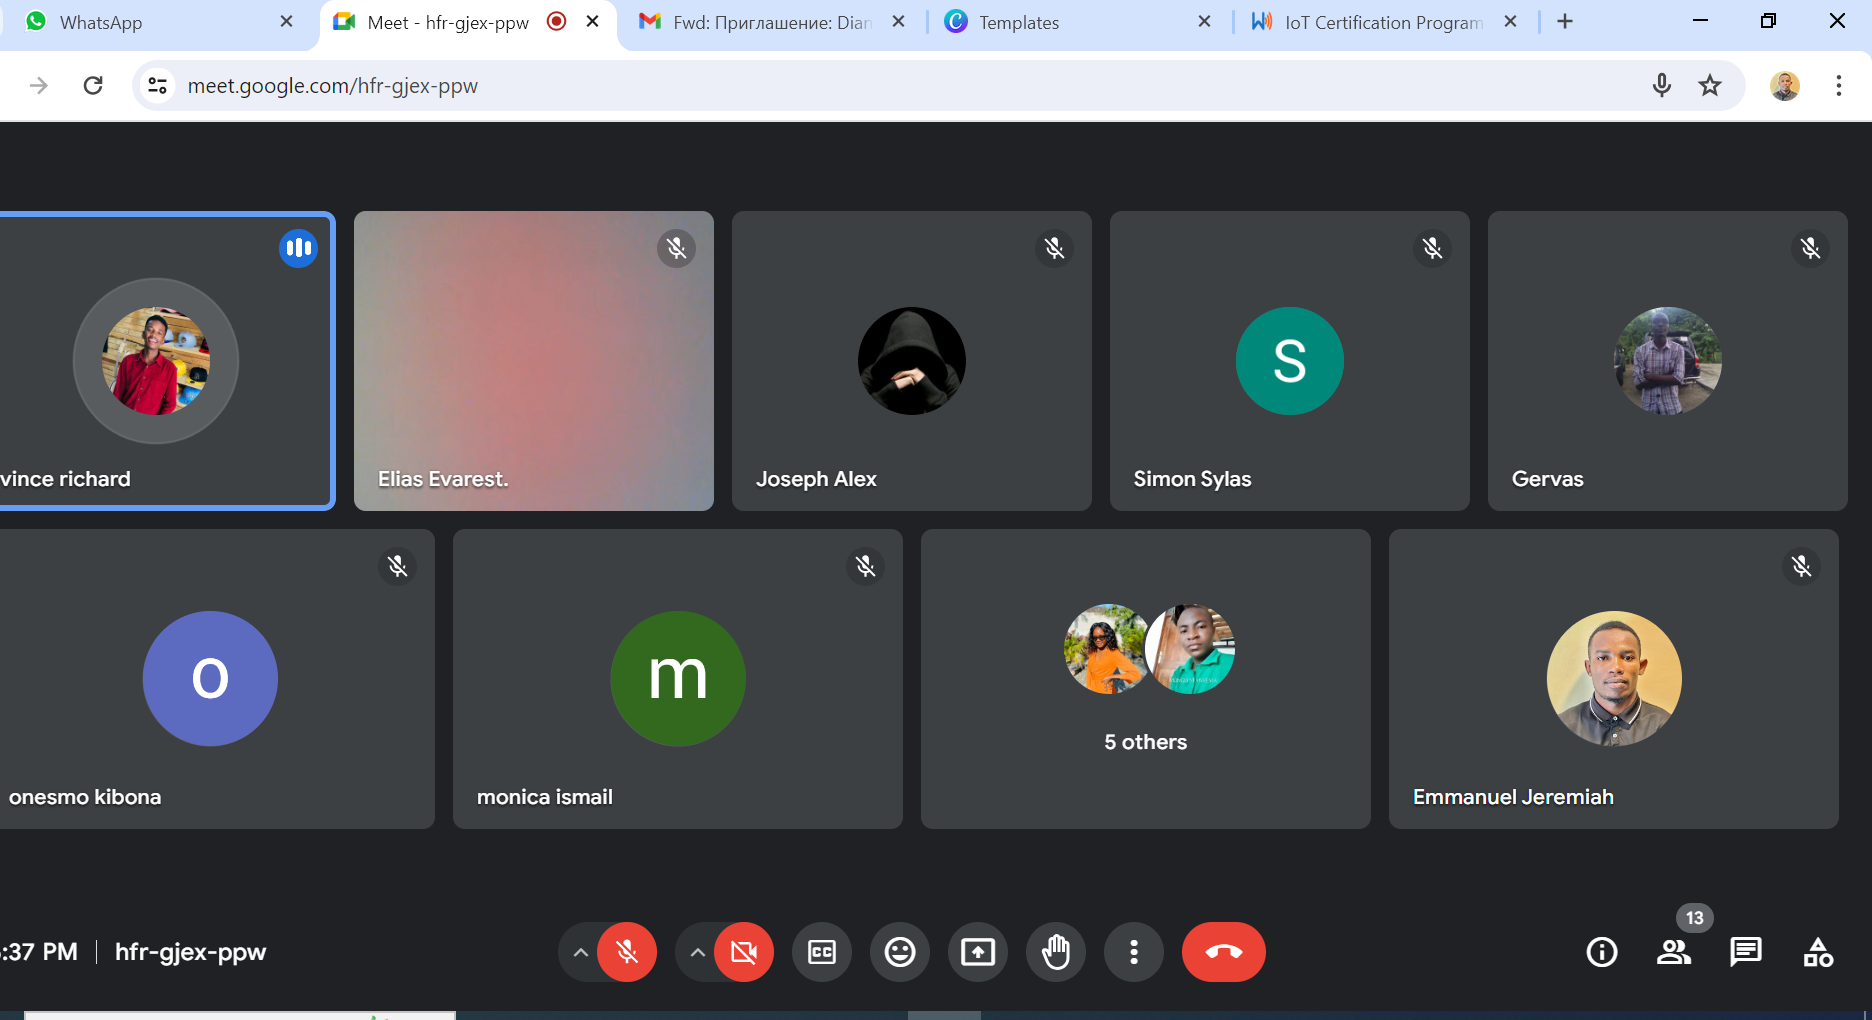 WhatsApp
Meet - hfr-gjex-ppw
Fwd: Приглашение: Dian
Templates
IoT Certification Program
meet.google.com/hfr-gjex-ppw
vince richard
Elias Evarest.
Joseph Alex
S
Simon Sylas
Gervas
o
onesmo kibona
m
monica ismail
5 others
Emmanuel Jeremiah
:37 PM
hfr-gjex-ppw
CC
13